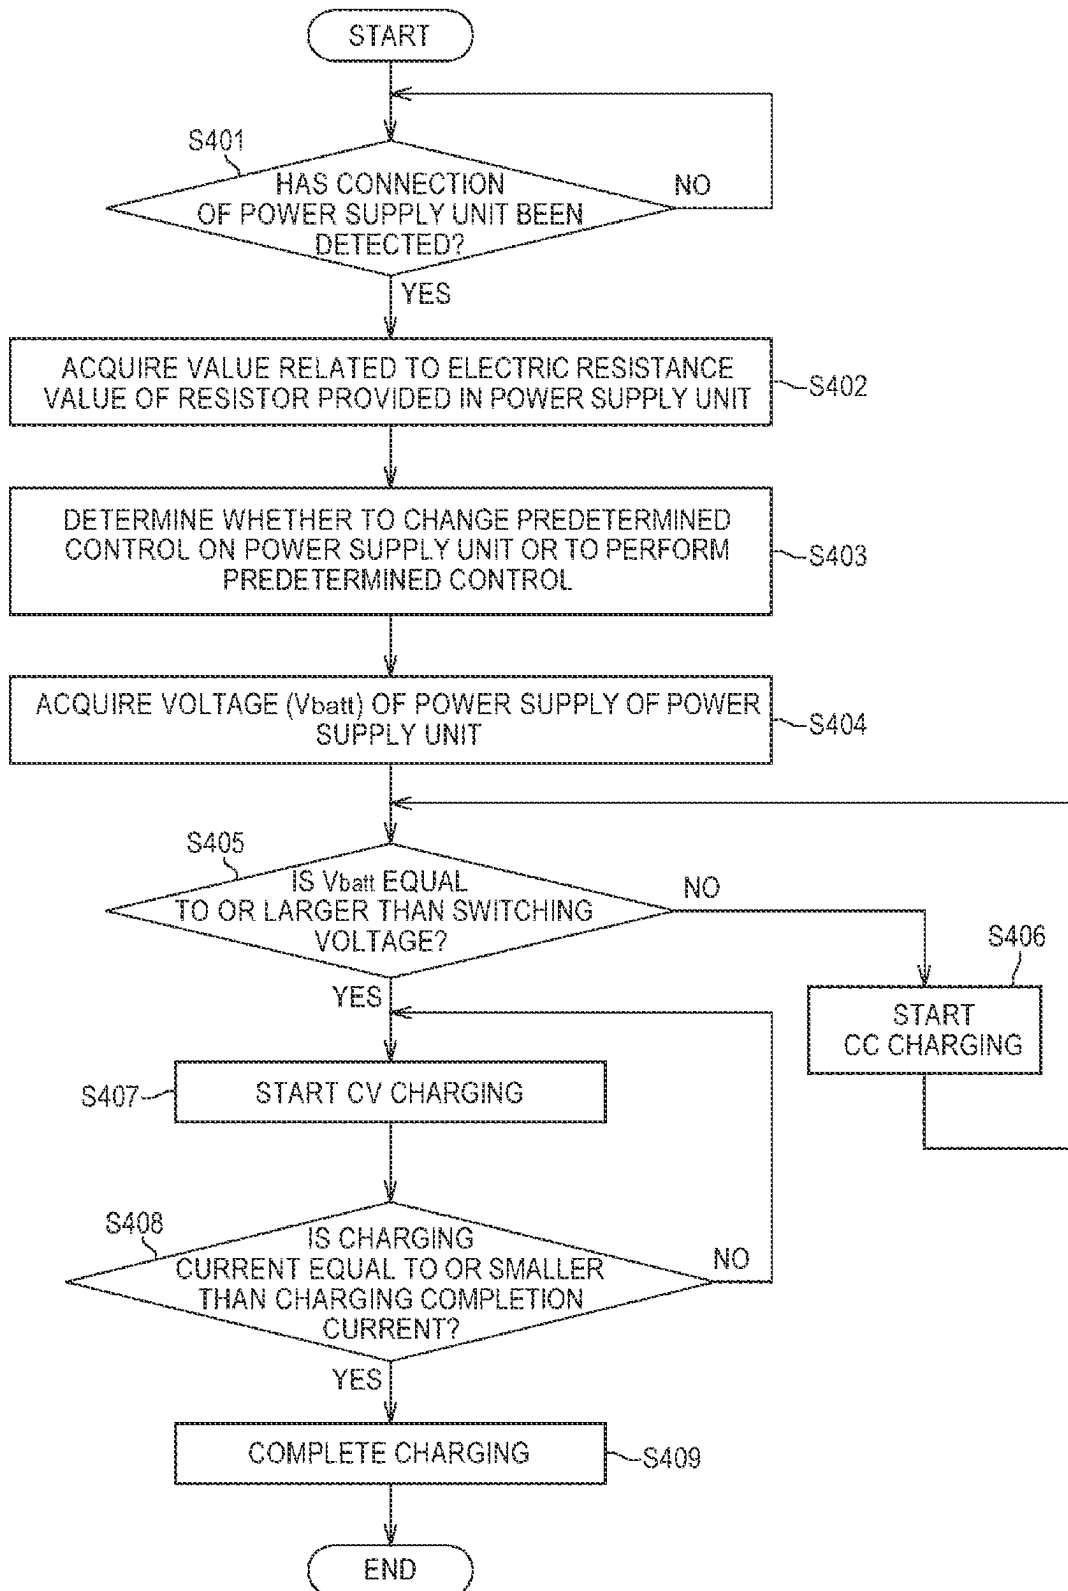 START
S401
HAS CONNECTION
OF POWER SUPPLY UNIT BEEN
DETECTED?
NO
YES
ACQUIRE VALUE RELATED TO ELECTRIC RESISTANCE
VALUE OF RESISTOR PROVIDED IN POWER SUPPLY UNIT
S402
DETERMINE WHETHER TO CHANGE PREDETERMINED
CONTROL ON POWER SUPPLY UNIT OR TO PERFORM
PREDETERMINED CONTROL
S403
ACQUIRE VOLTAGE (Vbatt) OF POWER SUPPLY OF POWER
SUPPLY UNIT
S404
S405
IS Vbatt EQUAL
TO OR LARGER THAN SWITCHING
VOLTAGE?
NO
YES
S406
START
CC CHARGING
S407
START CV CHARGING
S408
IS CHARGING
CURRENT EQUAL TO OR SMALLER
THAN CHARGING COMPLETION
CURRENT?
NO
YES
COMPLETE CHARGING
S409
END